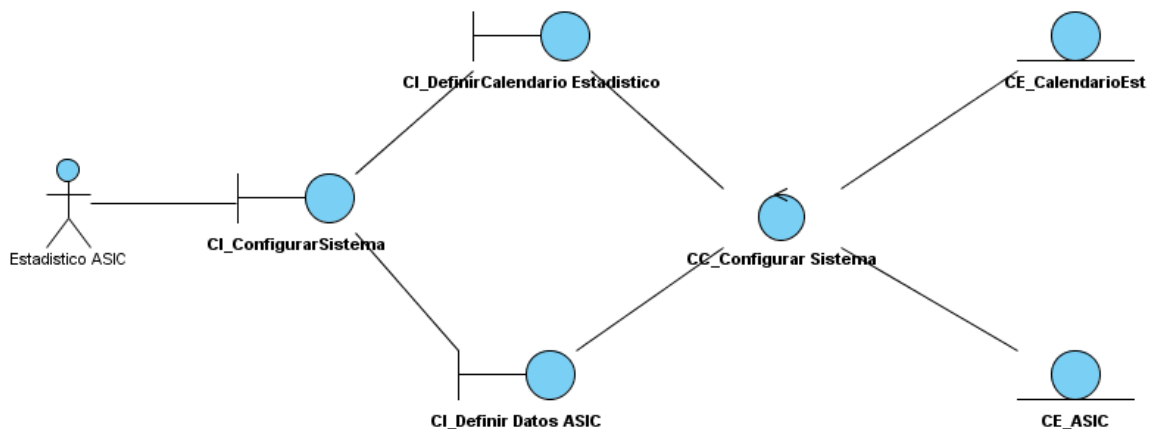 CI_DefinirCalendario Estadistico
CE_CalendarioEst
CI_ConfigurarSistema
Estadistico ASIC
CC_Configurar Sistema
CI_Definir Datos ASIC
CE_ASIC